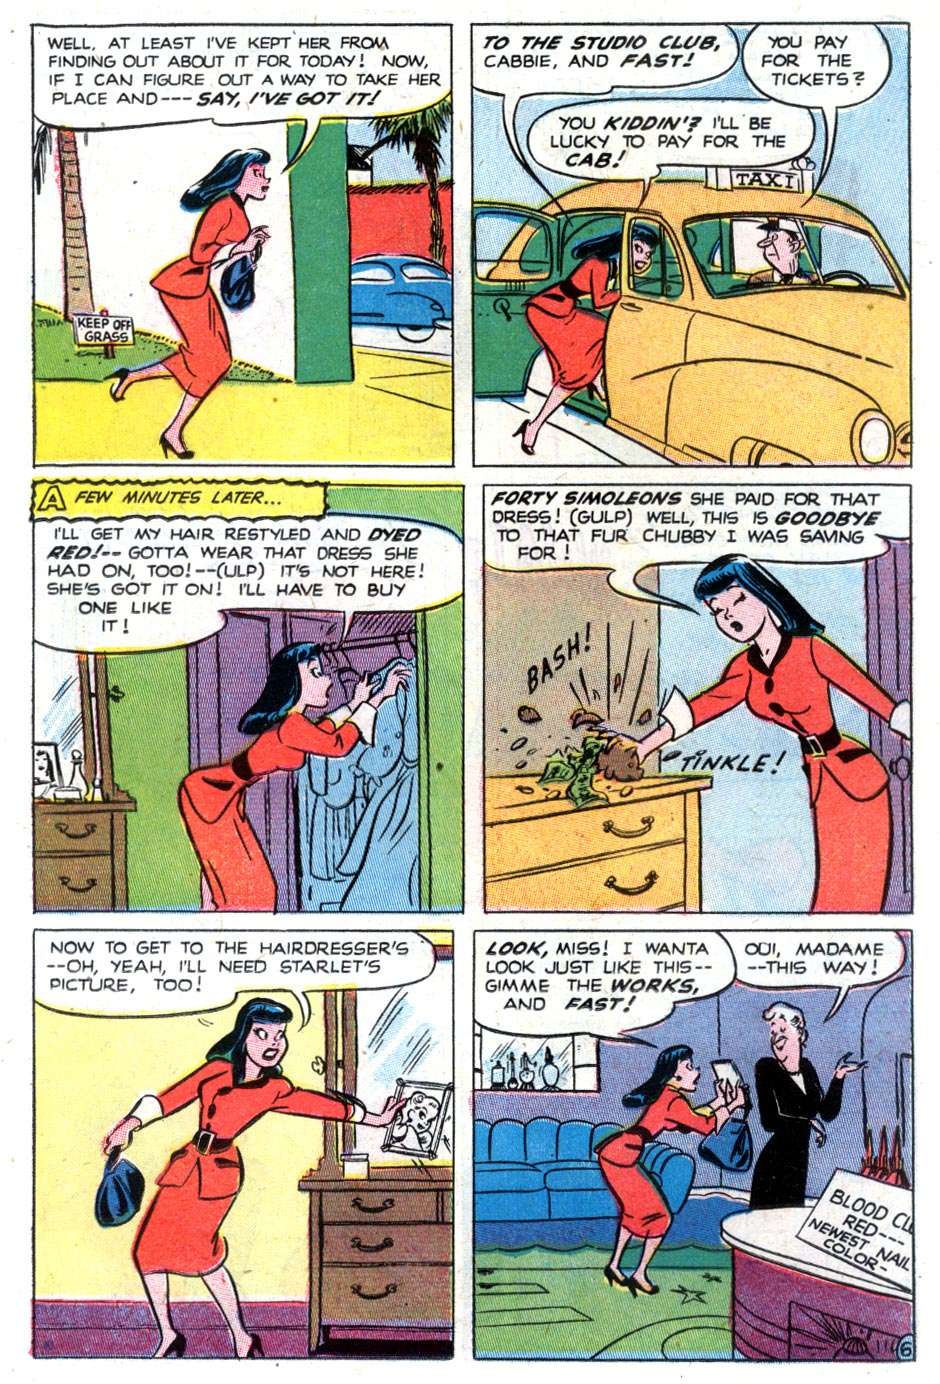 WELL, AT LEAST I'VE KEPT HER FROM
FINDING OUT ABOUT IT FOR TODAY! NOW,
IF I CAN FIGURE OUT A WAY TO TAKE HER
PLACE AND--- SAY, I'VE GOT IT!
KEEP OFF
GRASS
TO THE STUDIO CLUB,
CABBIE, AND FAST!
YOU PAY
FOR THE
TICKETS?
YOU KIDDIN'? I'LL BE
LUCKY TO PAY FOR THE
CAB!
TAXI
A FEW MINUTES LATER...
I'LL GET MY HAIR RESTYLED AND DYED
RED!-- GOTTA WEAR THAT DRESS SHE
HAD ON, TOO!--(ULP) IT'S NOT HERE!
SHE'S GOT IT ON! I'LL HAVE TO BUY
ONE LIKE
IT!
FORTY SIMOLEONS SHE PAID FOR THAT
DRESS! (GULP) WELL, THIS IS GOODBYE
TO THAT FUR CHUBBY I WAS SAVING
FOR!
BASH!
TINKLE!
NOW TO GET TO THE HAIRDRESSER'S
--OH, YEAH, I'LL NEED STARLET'S
PICTURE, TOO!
LOOK, MISS! I WANTA
LOOK JUST LIKE THIS--
GIMME THE WORKS,
AND FAST!
OUI, MADAME
--THIS WAY!
BLOOD CL
RED---
NEWEST NAIL
COLOR-
6